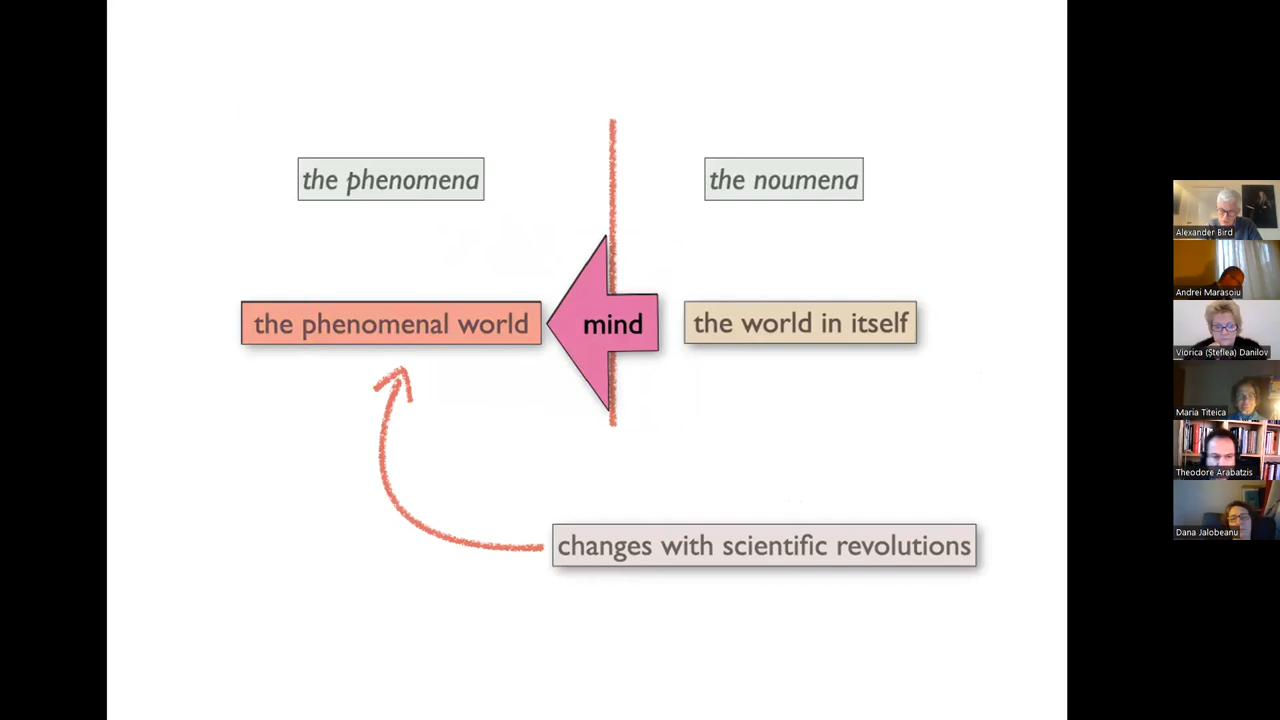 the phenomena
the noumena
the phenomenal world
mind
the world in itself
changes with scientific revolutions
Alexander Bird
Andrei Marasoiu
Viorica (Steflea) Danilov
Maria Titeica
Theodore Arabatzis
Dana Jalobeanu